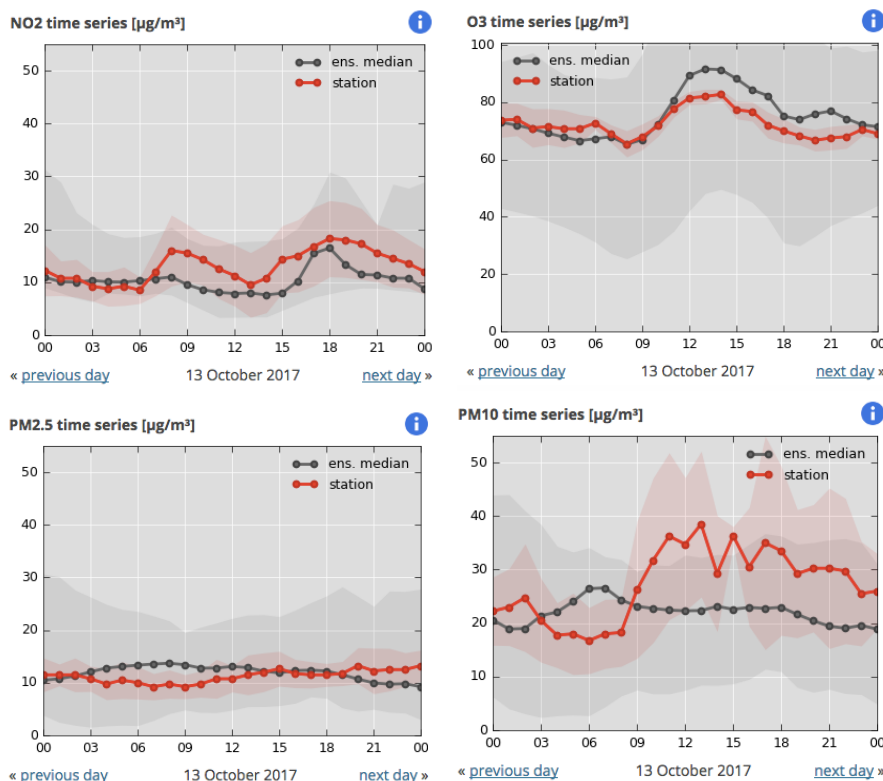 NO2 time series [µg/m³]
i
ens. median
station
50
40
30
20
10
0
00 03 06 09 12 15 18 21 00
« previous day 13 October 2017 next day »
O3 time series [µg/m³]
i
ens. median
station
100
80
60
40
20
0
00 03 06 09 12 15 18 21 00
« previous day 13 October 2017 next day »
PM2.5 time series [µg/m³]
i
ens. median
station
50
40
30
20
10
0
00 03 06 09 12 15 18 21 00
« previous day 13 October 2017 next day »
PM10 time series [µg/m³]
i
ens. median
station
50
40
30
20
10
0
00 03 06 09 12 15 18 21 00
« previous day 13 October 2017 next day »